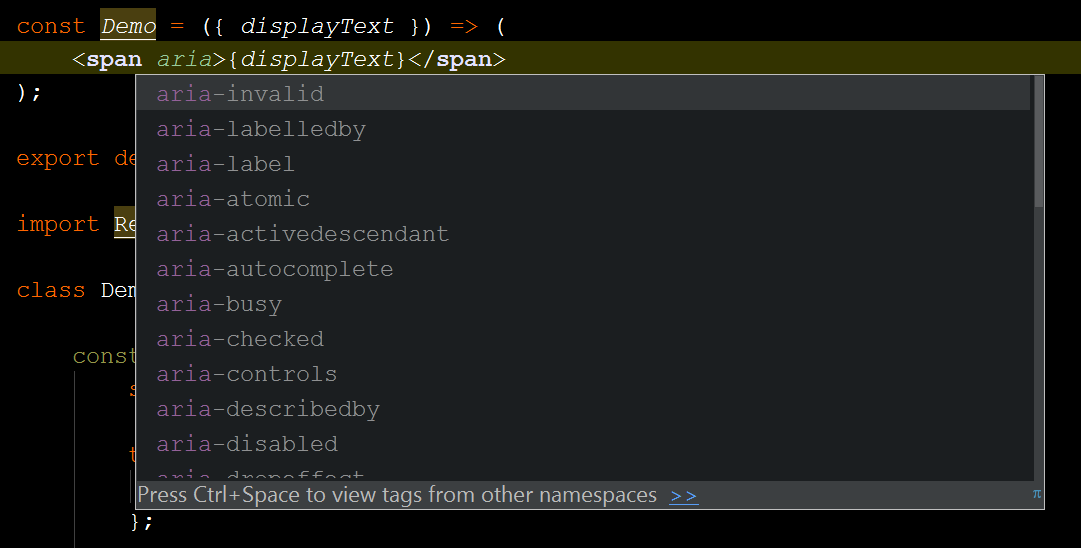 const Demo = ({ displayText }) => (
<span aria>{displayText}</span>
);
aria-invalid
aria-labelledby
aria-label
export de
aria-atomic
import Re
aria-activedescendant
aria-autocomplete
class Dem
aria-busy
aria-checked
const
aria-controls
s
aria-describedby
aria-disabled
t
aria-dropeffect
Press Ctrl+Space to view tags from other namespaces >>
π
};